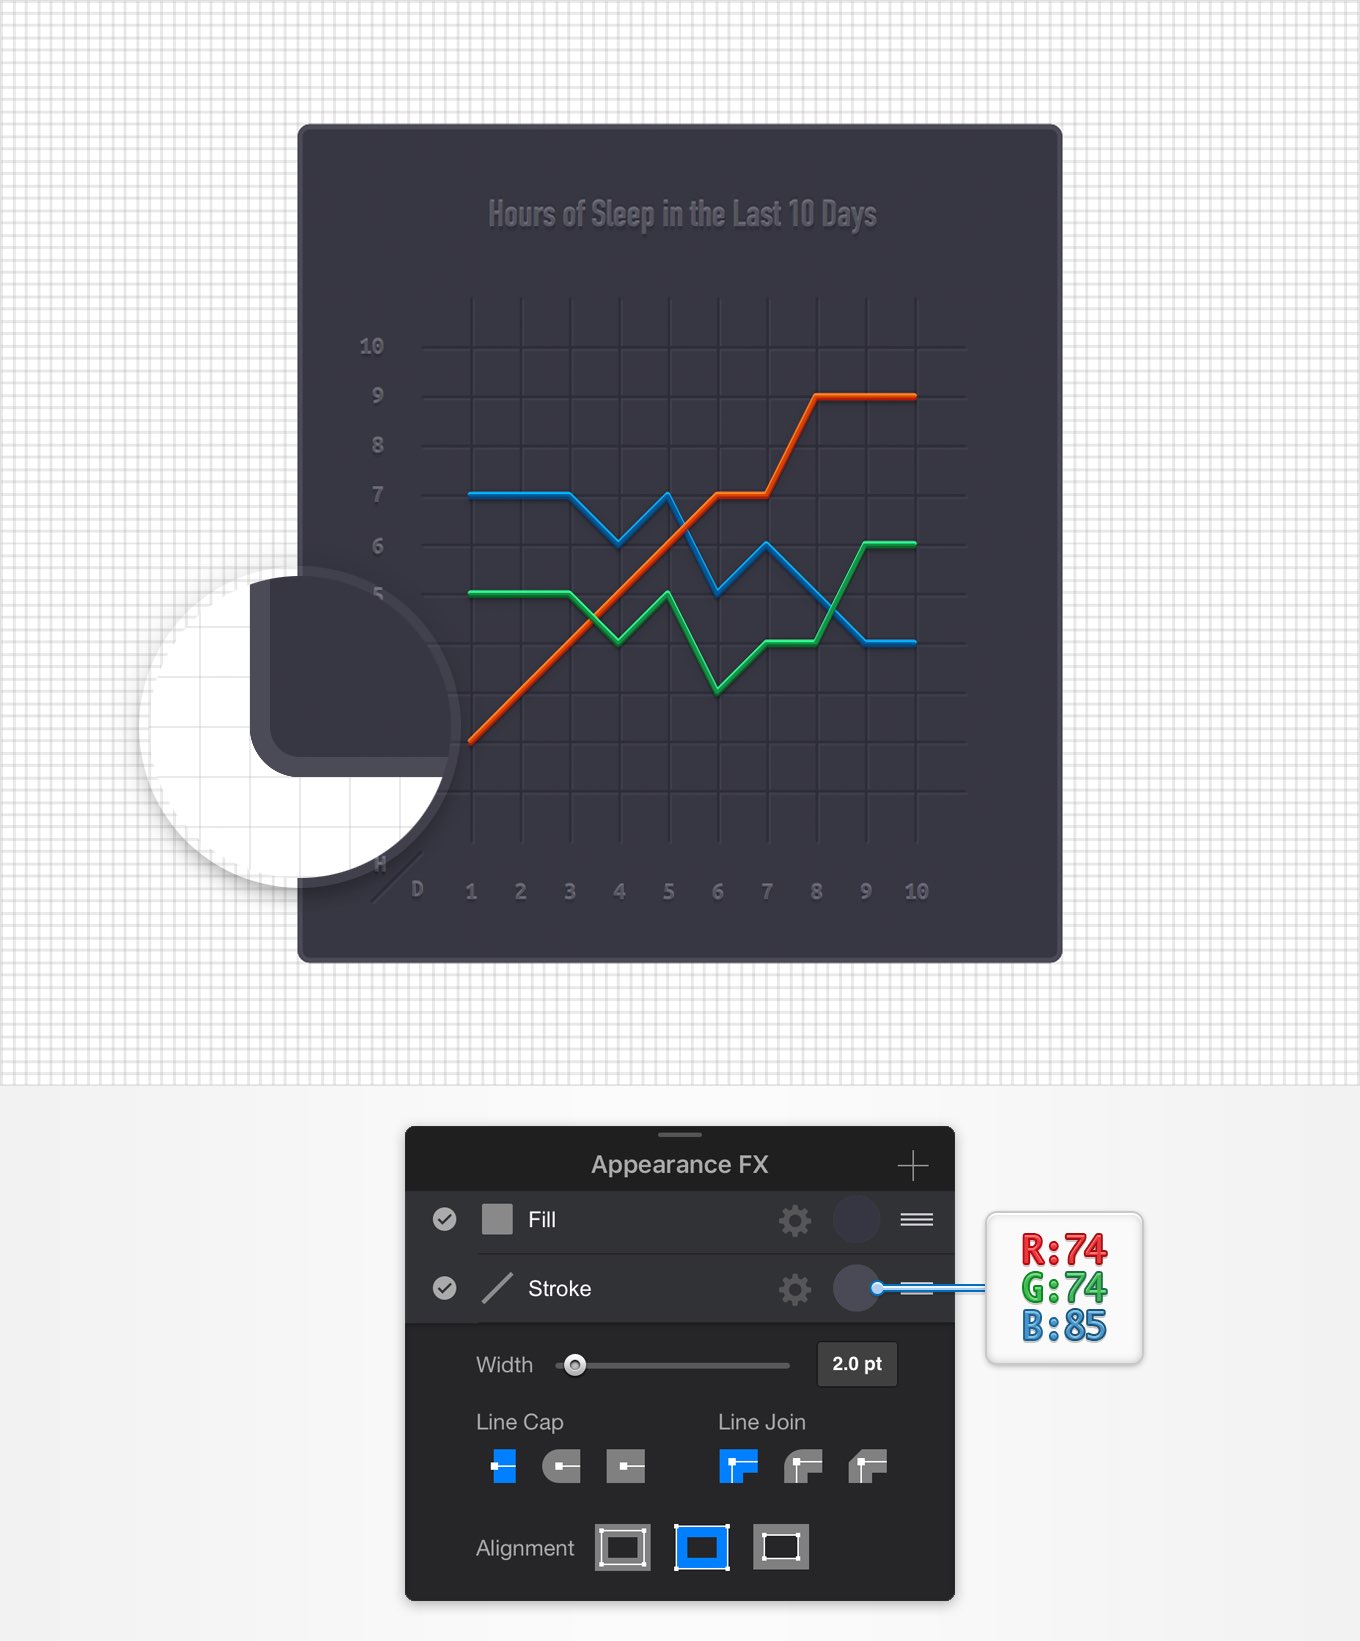 Hours of Sleep in the Last 10 Days
10
9
8
7
6
5
H
D 1 2 3 4 5 6 7 8 9 10
Appearance FX
Fill
Stroke
R:74
G:74
B:85
Width 2.0 pt
Line Cap Line Join
Alignment